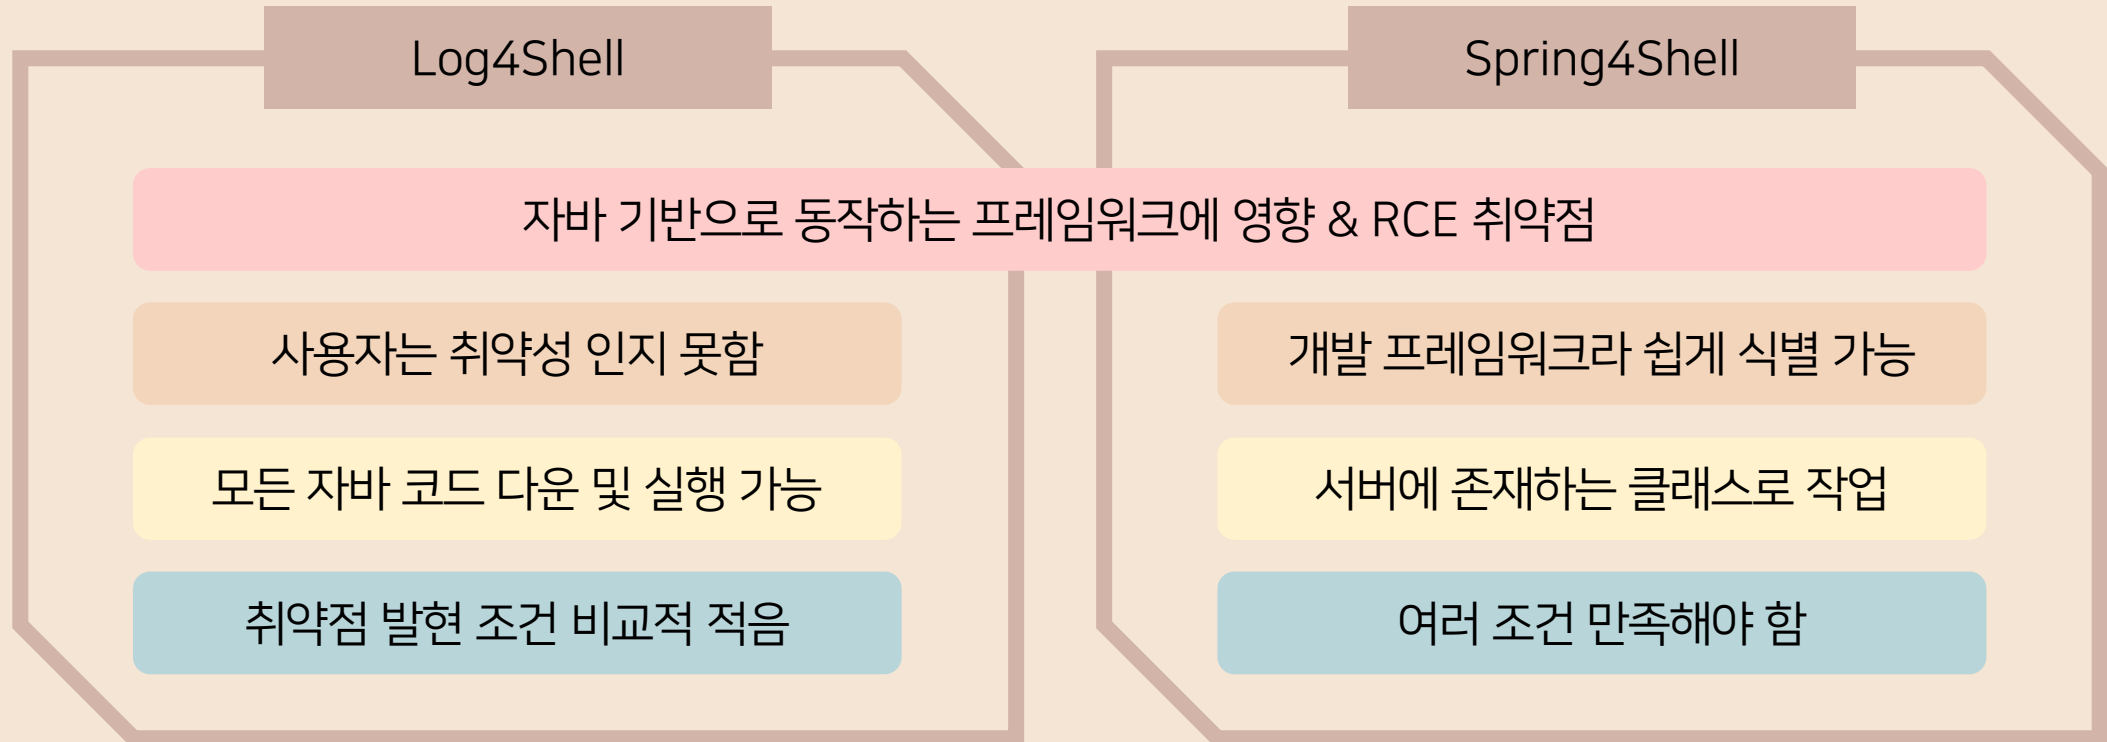 Log4Shell
Spring4Shell
자바 기반으로 동작하는 프레임워크에 영향 & RCE 취약점
사용자는 취약성 인지 못함
개발 프레임워크라 쉽게 식별 가능
모든 자바 코드 다운 및 실행 가능
서버에 존재하는 클래스로 작업
취약점 발현 조건 비교적 적음
여러 조건 만족해야 함